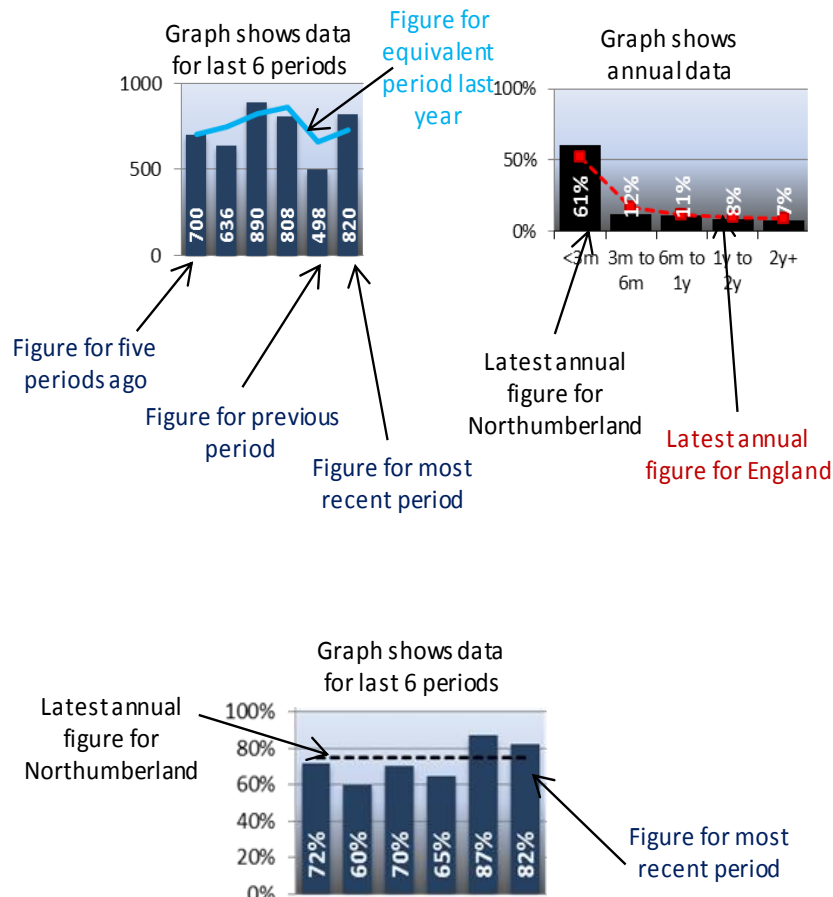 Graph shows data
for last 6 periods
Figure for
equivalent
period last
year
1000
500
0
700
636
890
808
498
820
Figure for five
periods ago
Figure for previous
period
Figure for most
recent period
Graph shows
annual data
100%
50%
0%
61%
12%
11%
8%
7%
<3m 3m to 6m to 1y to 2y+
6m 1y 2y
Latest annual
figure for
Northumberland
Latest annual
figure for England
Graph shows data
for last 6 periods
Latest annual
figure for
Northumberland
100%
80%
60%
40%
20%
0%
72%
60%
70%
65%
87%
82%
Figure for most
recent period